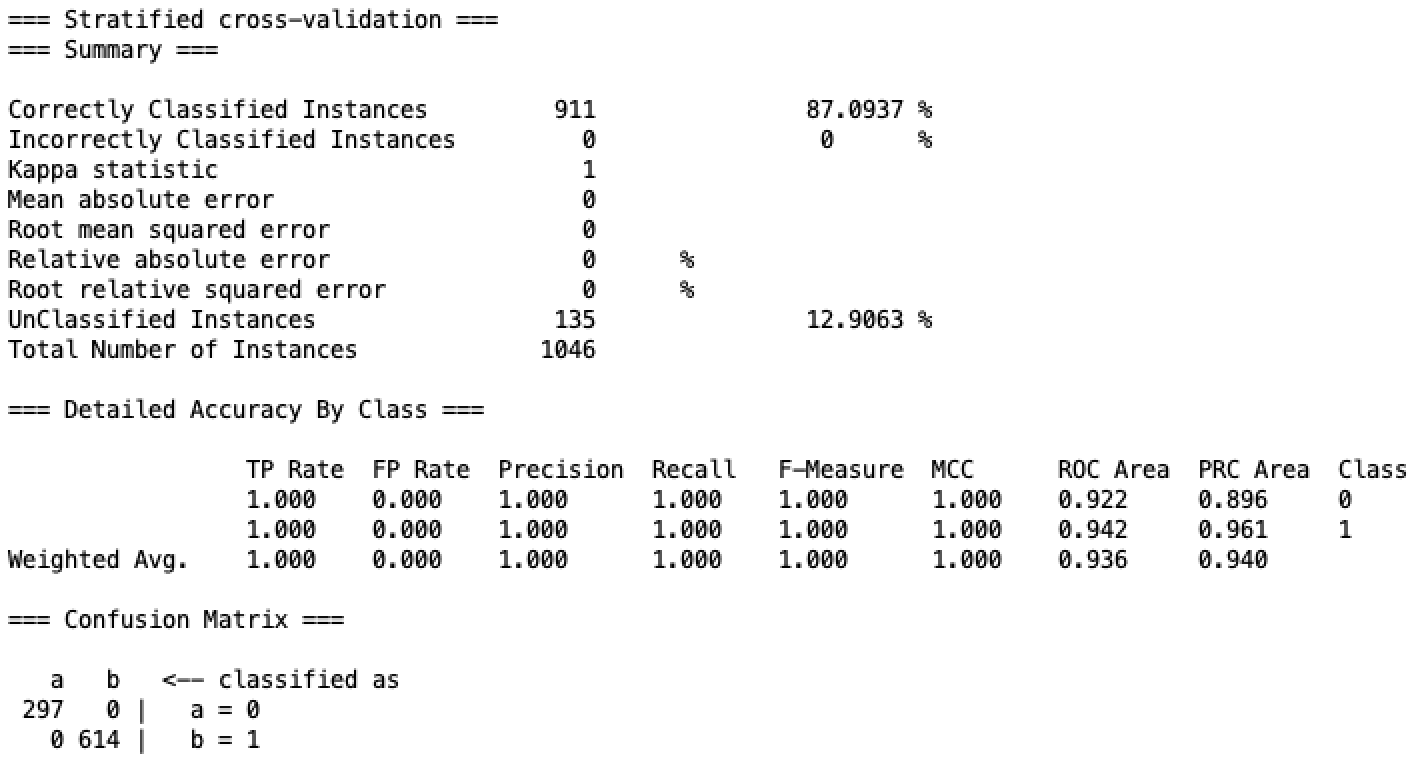 === Stratified cross-validation ===
=== Summary ===
Correctly Classified Instances 911 87.0937 %
Incorrectly Classified Instances 0 0 %
Kappa statistic 1
Mean absolute error 0
Root mean squared error 0
Relative absolute error 0 %
Root relative squared error 0 %
UnClassified Instances 135 12.9063 %
Total Number of Instances 1046
=== Detailed Accuracy By Class ===
TP Rate FP Rate Precision Recall F-Measure MCC ROC Area PRC Area Class
1.000 0.000 1.000 1.000 1.000 1.000 0.922 0.896 0
1.000 0.000 1.000 1.000 1.000 1.000 0.942 0.961 1
Weighted Avg. 1.000 0.000 1.000 1.000 1.000 1.000 0.936 0.940
=== Confusion Matrix ===
a b <-- classified as
297 0 | a = 0
0 614 | b = 1